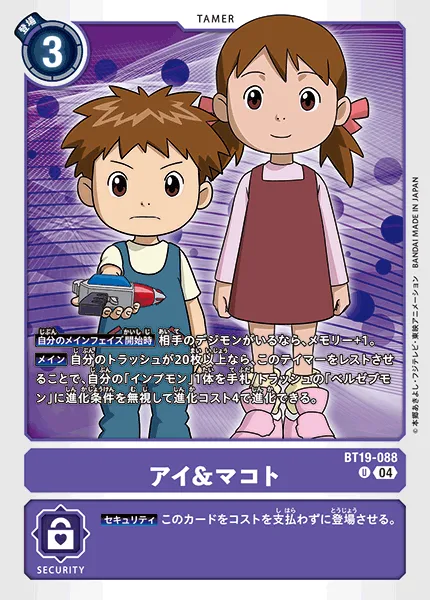 TAMER
登場
3
自分のメインフェイズ開始時 相手のデジモンがいるなら、メモリー+1。
メイン 自分のトラッシュが20枚以上なら、このテイマーをレストさせ
ることで、自分の「インプモン」1体を手札/トラッシュの「ベルゼブモ
ン」に進化条件を無視して進化コスト4で進化できる。
©本郷あきよし・フジテレビ・東映アニメーション BANDAI MADE IN JAPAN
BT19-088
アイ&マコト
U 04
セキュリティ このカードをコストを支払わずに登場させる。
SECURITY